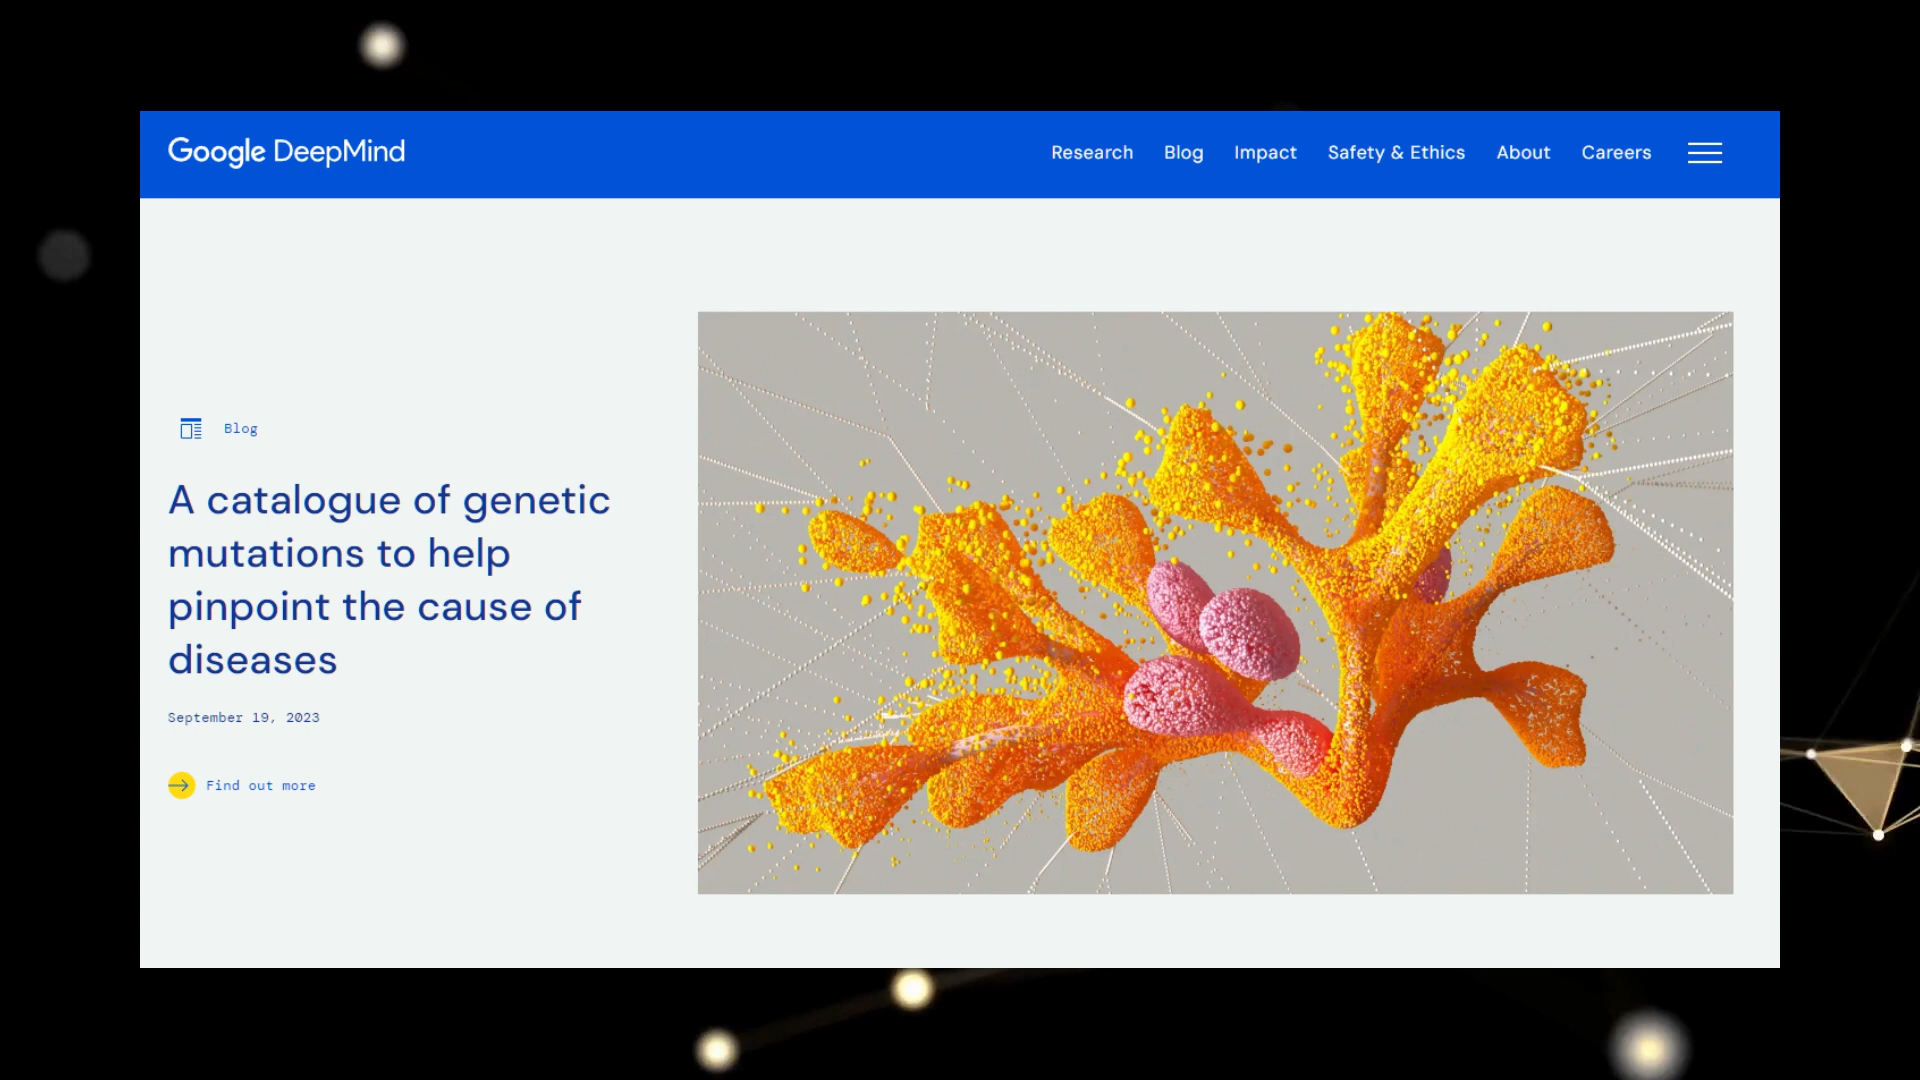 Google DeepMind
Research Blog Impact Safety & Ethics About Careers
Blog
A catalogue of genetic
mutations to help
pinpoint the cause of
diseases
September 19, 2023
Find out more